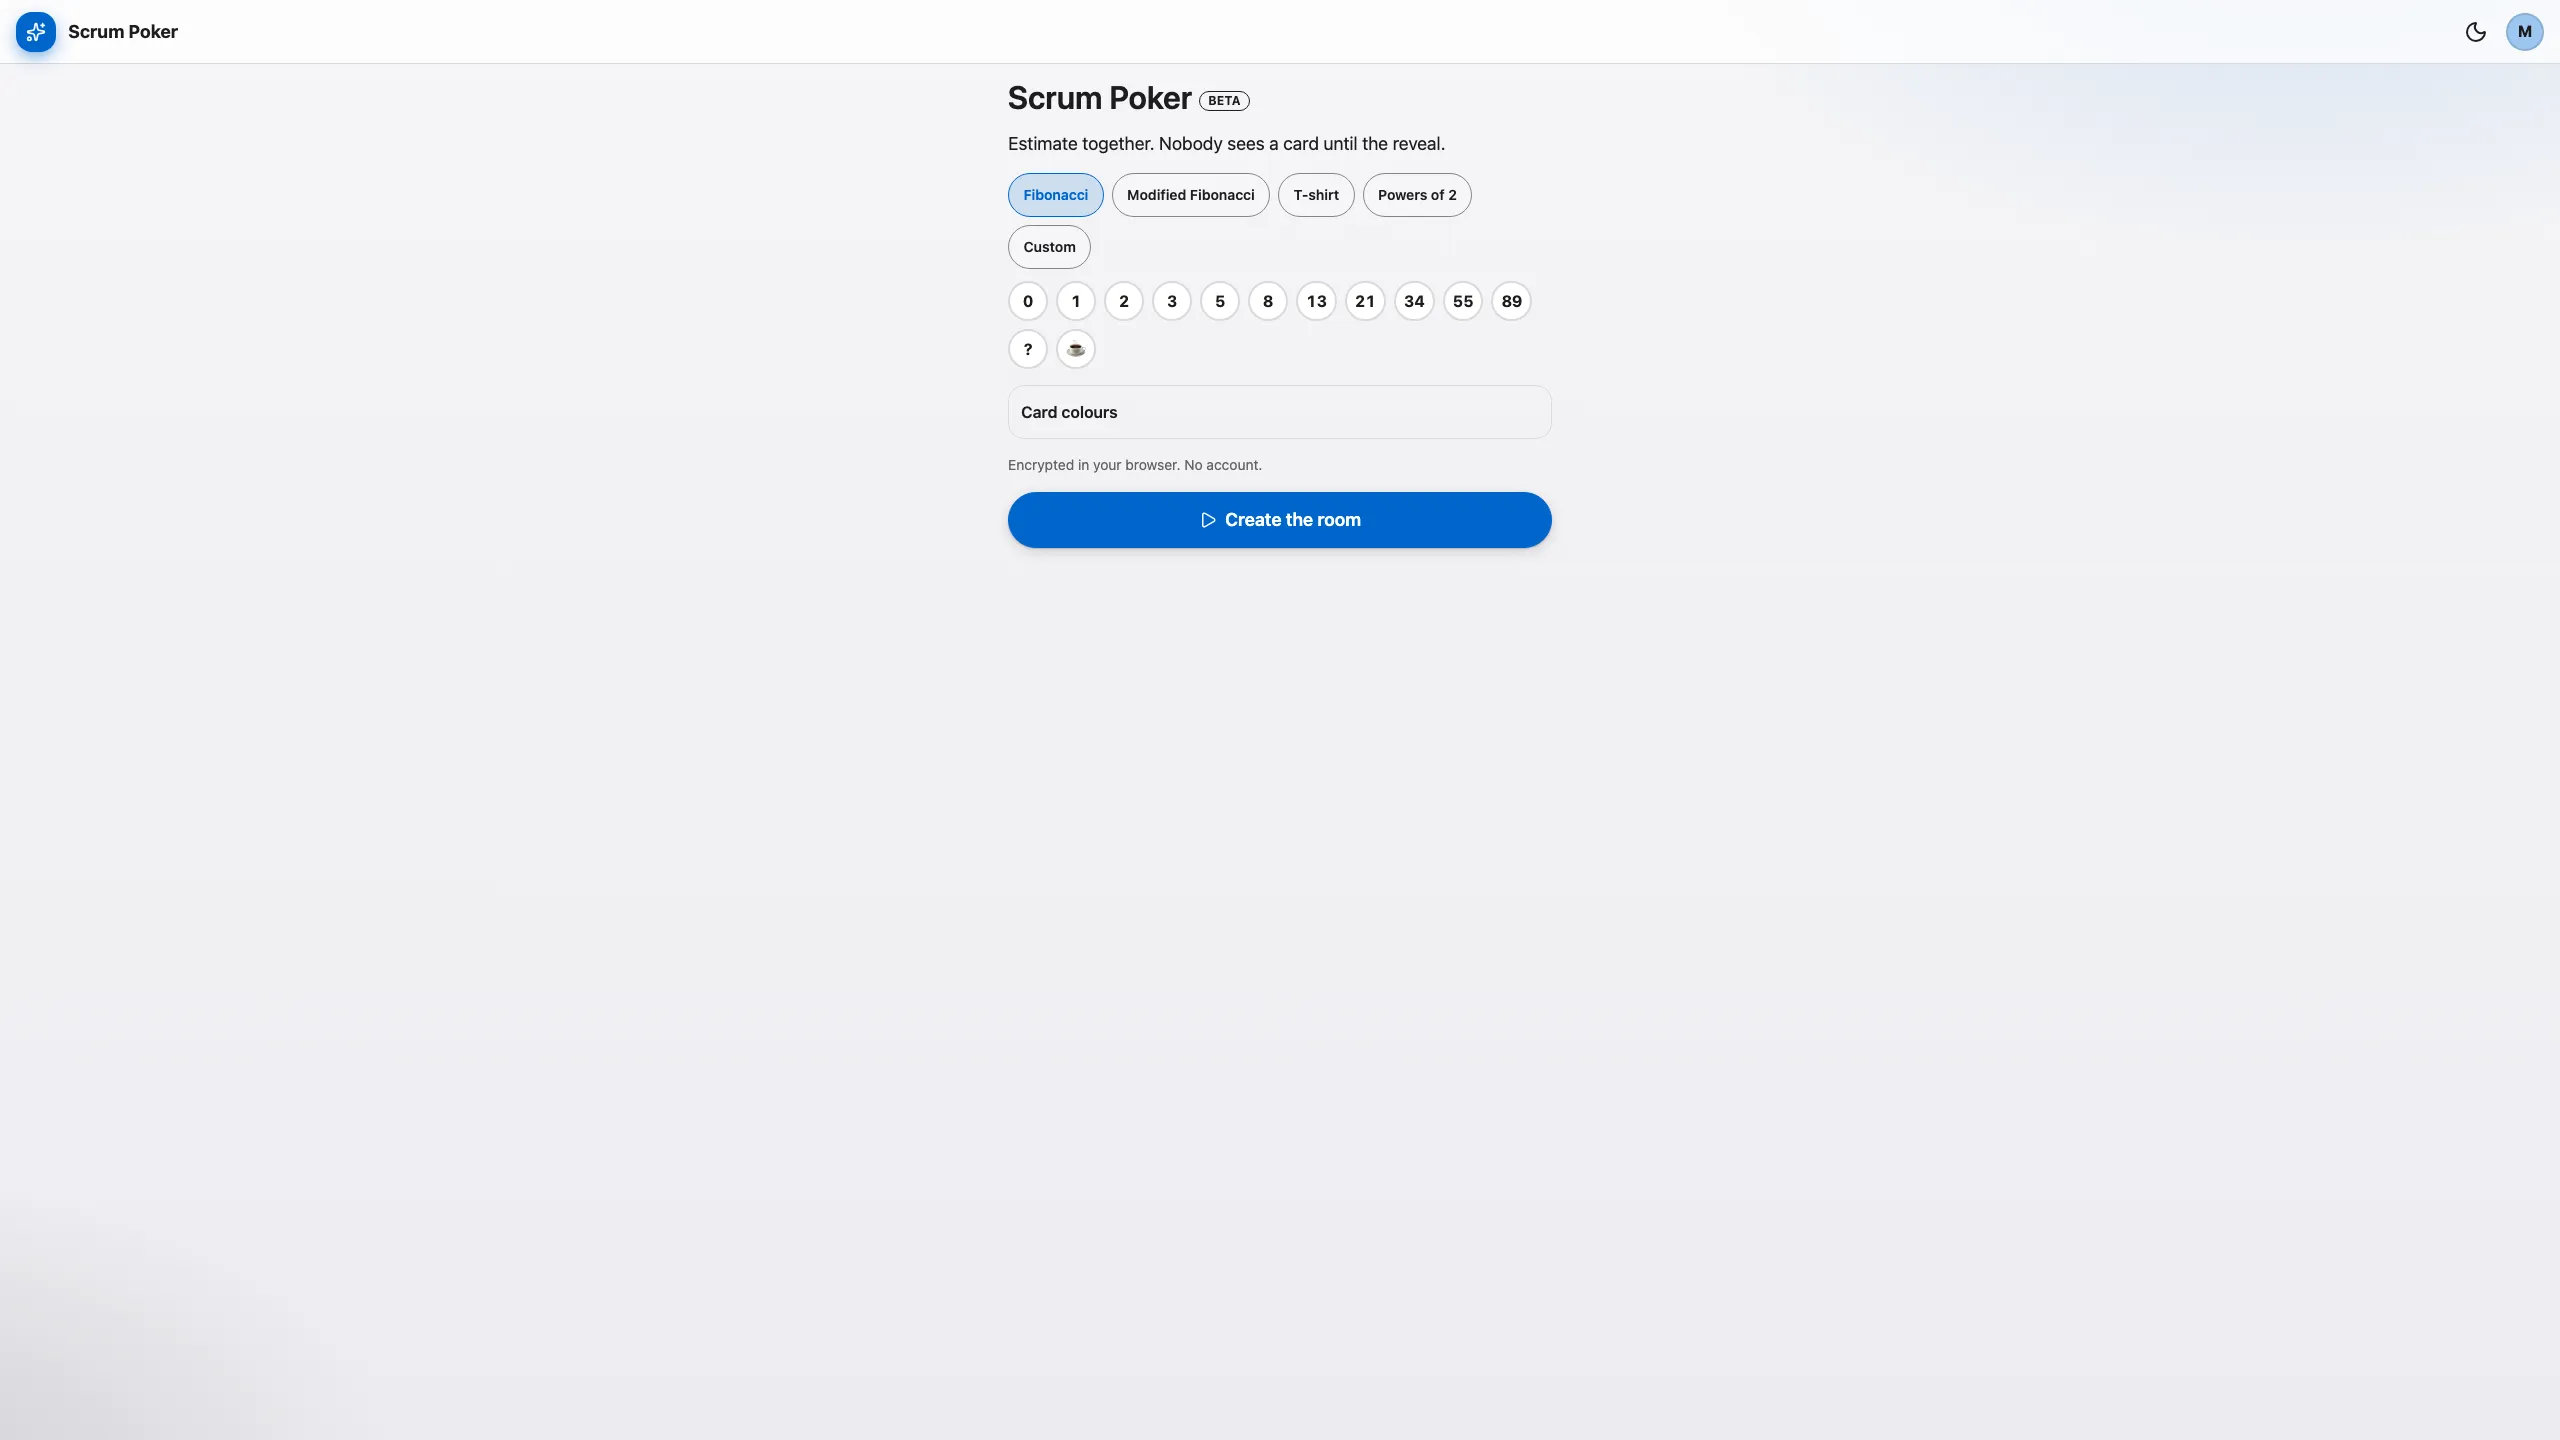 Scrum Poker
M
Scrum Poker BETA
Estimate together. Nobody sees a card until the reveal.
Fibonacci Modified Fibonacci T-shirt Powers of 2
Custom
0 1 2 3 5 8 13 21 34 55 89
? ☕
Card colours
Encrypted in your browser. No account.
Create the room